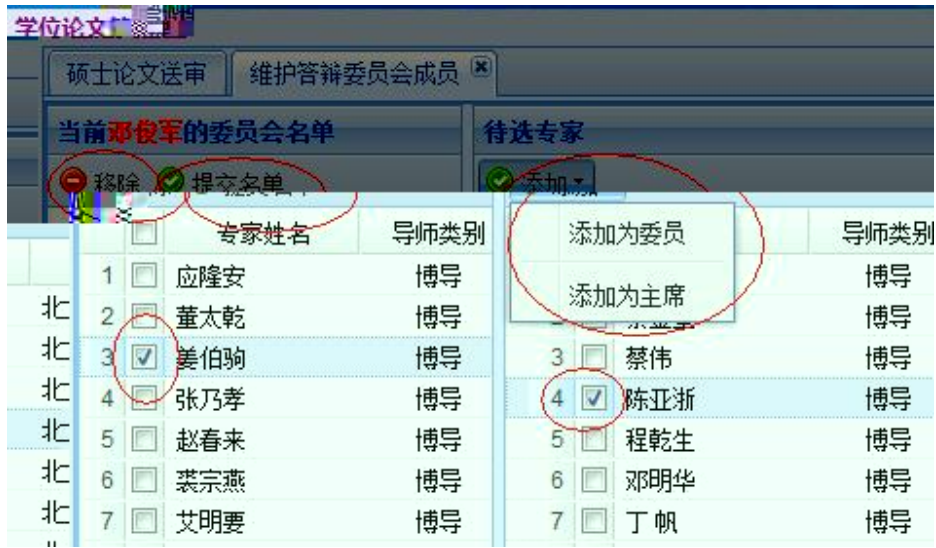 学位论文
硕士论文送审 维护答辩委员会成员
当前邓俊军的委员会名单 待选专家
移除 提交名单 添加
专家姓名 导师类别 添加为委员 导师类别
1 应隆安 博导 添加为主席 博导
北 2 董太乾 博导 博导
北 3 姜伯驹 博导 3 蔡伟 博导
北 4 张乃孝 博导 4 陈亚浙 博导
北 5 赵春来 博导 5 程乾生 博导
北 6 裘宗燕 博导 6 邓明华 博导
北 7 艾明要 博导 7 丁帆 博导